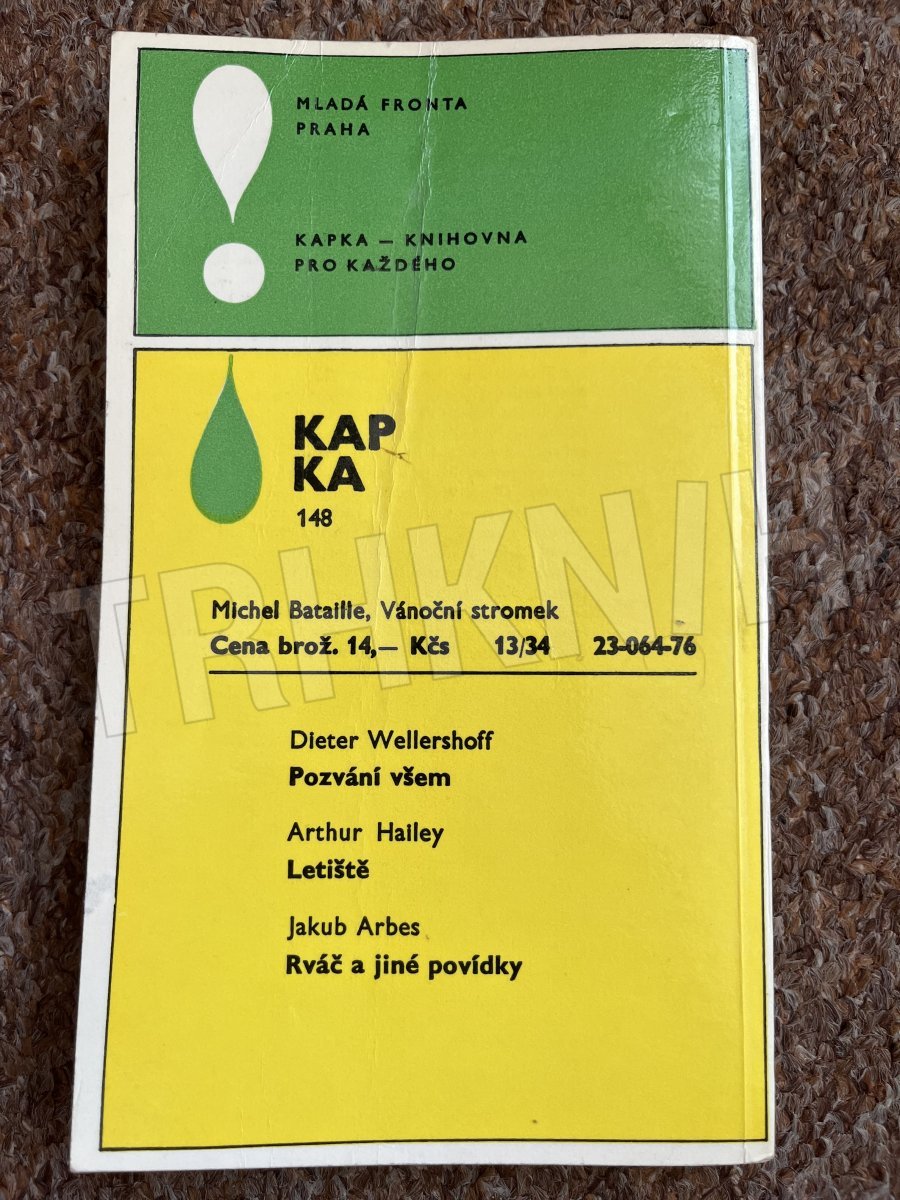 MLADÁ FRONTA
PRAHA
KAPKA — KNIHOVNA
PRO KAŽDÉHO
KAP
KA
148
Michel Bataille, Vánoční stromek
Cena brož. 14,— Kčs 13/34 23-064-76
Dieter Wellershoff
Pozvání všem
Arthur Hailey
Letiště
Jakub Arbes
Rváč a jiné povídky
TRHKNI